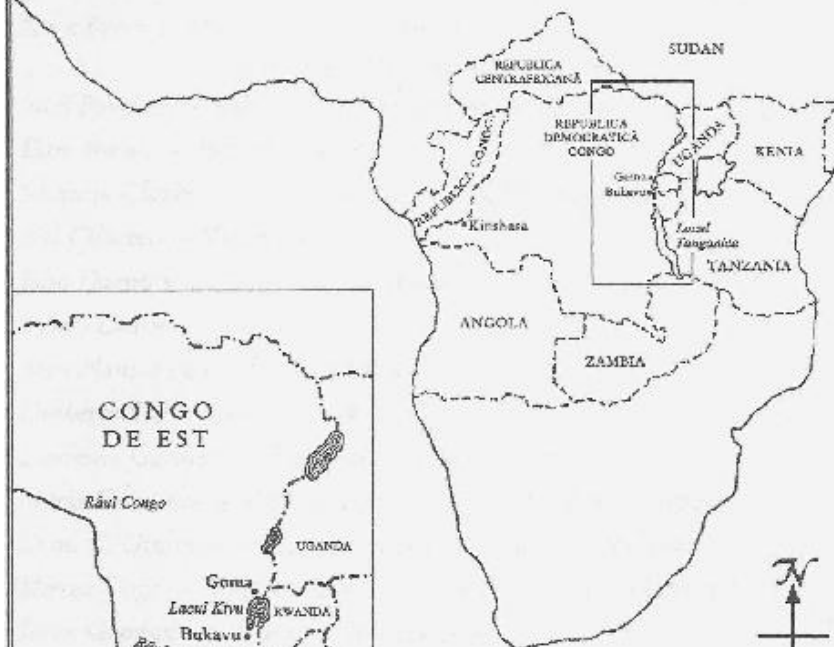 SUDAN
REPUBLICA
CENTRAFRICANĂ
REPUBLICA
DEMOCRATICĂ
CONGO
REPUBLICA CONGO
UGANDA
KENIA
Goma
Bukavu
Kinshasa
Lacul
Tanganica
TANZANIA
ANGOLA
ZAMBIA
CONGO
DE EST
Râul Congo
UGANDA
Goma
Lacul Kivu
RWANDA
Bukavu
N